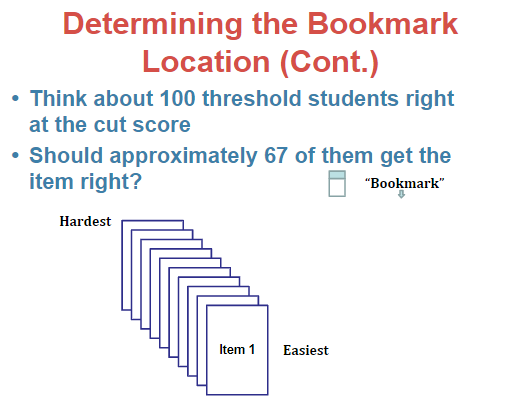 Determining the Bookmark
Location (Cont.)
• Think about 100 threshold students right
at the cut score
• Should approximately 67 of them get the
item right?
“Bookmark”
Hardest
Item 1
Easiest